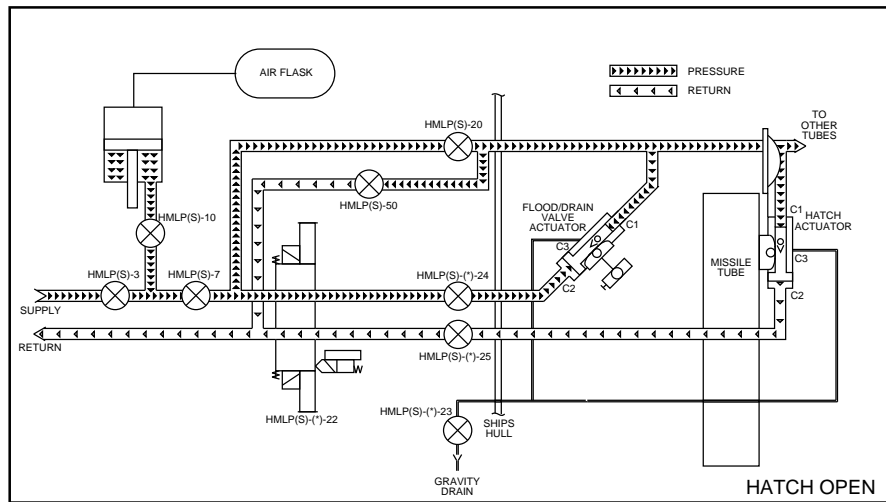 AIR FLASK
PRESSURE
RETURN
TO
OTHER
TUBES
HMLP(S)-20
HMLP(S)-50
HMLP(S)-10
FLOOD/DRAIN
VALVE
ACTUATOR
C1
C3
C2
C1
HATCH
ACTUATOR
C3
C2
MISSILE
TUBE
HMLP(S)-3
HMLP(S)-7
HMLP(S)-(*)-24
SUPPLY
RETURN
HMLP(S)-(*)-25
HMLP(S)-(*)-22
HMLP(S)-(*)-23
SHIPS
HULL
GRAVITY
DRAIN
HATCH OPEN